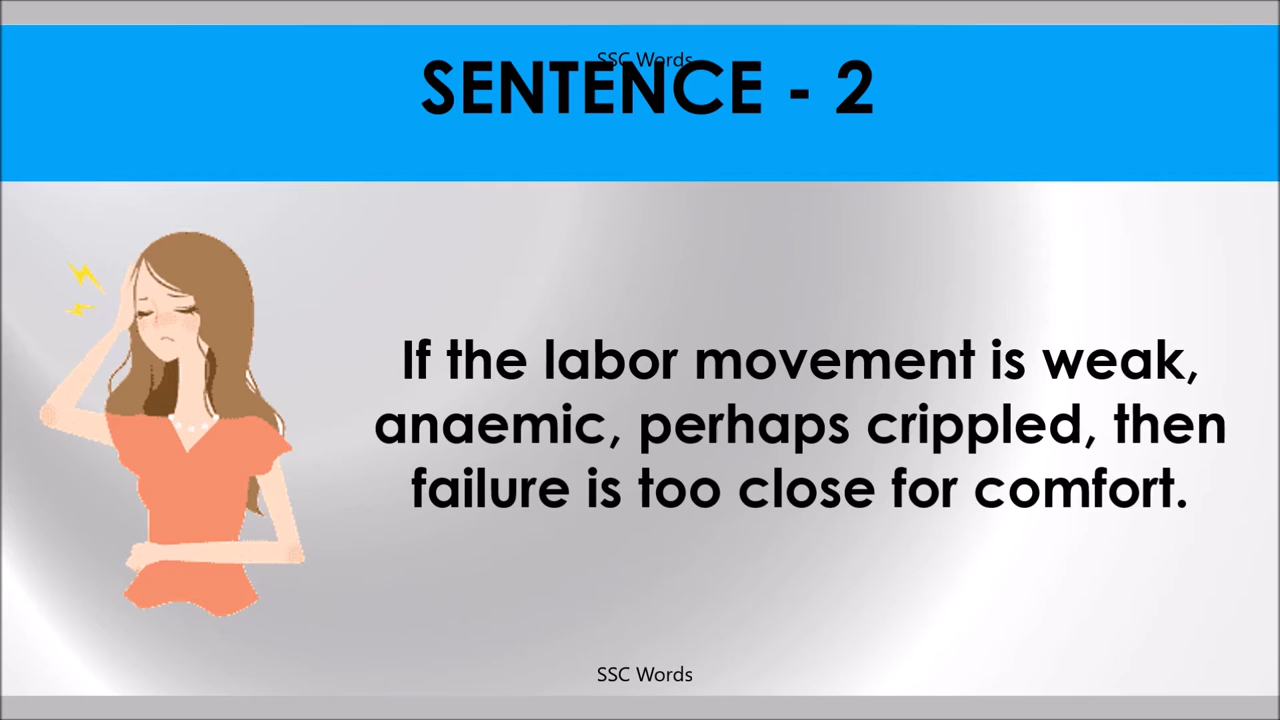 SSC Words
SENTENCE - 2
If the labor movement is weak,
anaemic, perhaps crippled, then
failure is too close for comfort.
SSC Words